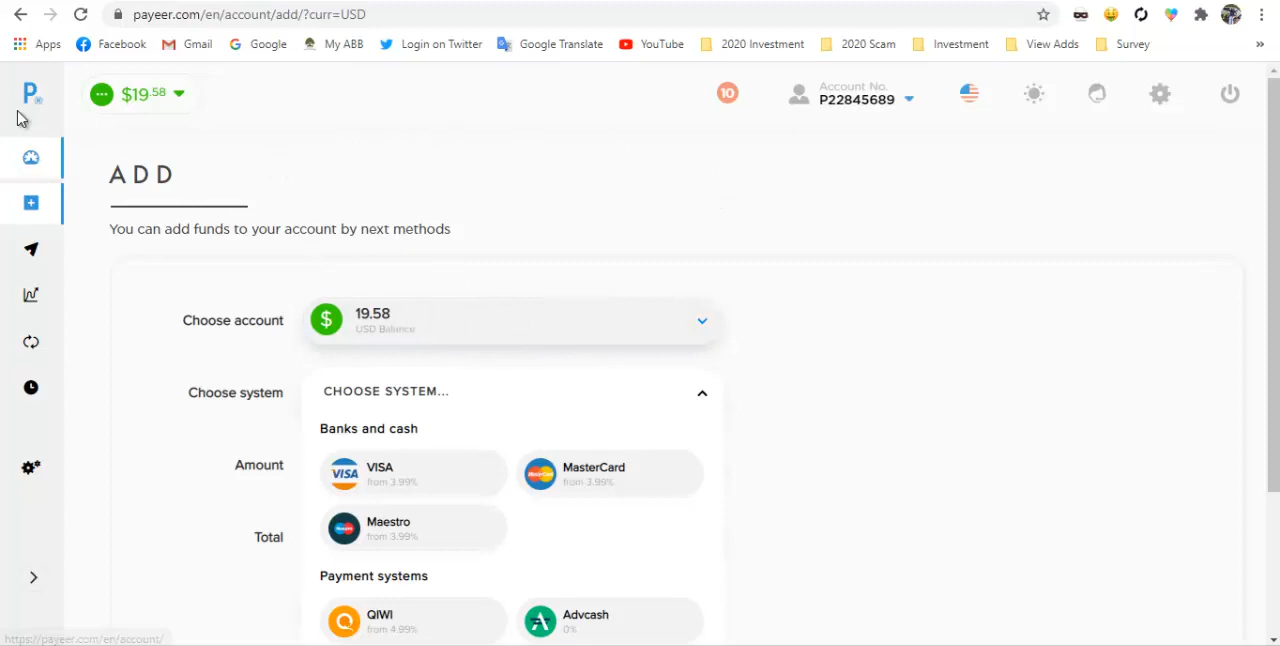 payeer.com/en/account/add/?curr=USD
Apps Facebook Gmail Google My ABB Login on Twitter Google Translate YouTube 2020 Investment 2020 Scam Investment View Adds Survey »
P
$19.58
10
Account No.
P22845689
ADD
You can add funds to your account by next methods
Choose account
$
19.58
USD Balance
Choose system
CHOOSE SYSTEM...
Banks and cash
VISA
VISA
from 3.99%
MasterCard
from 3.99%
Amount
Maestro
from 3.99%
Total
Payment systems
QIWI
from 4.99%
Advcash
0%
https://payeer.com/en/account/